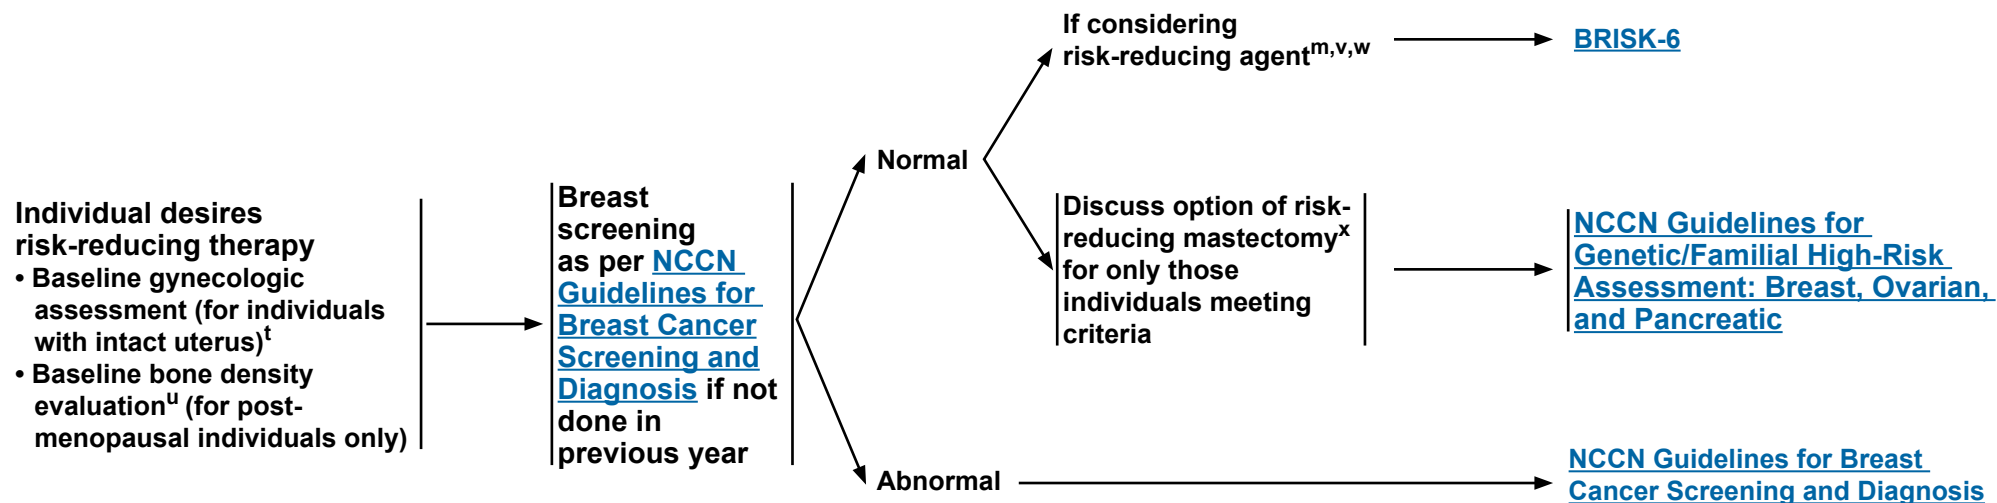 Individual desires
risk-reducing therapy
• Baseline gynecologic
assessment (for individuals
with intact uterus)t
• Baseline bone density
evaluationu (for post-
menopausal individuals only)
Breast
screening
as per NCCN
Guidelines for
Breast Cancer
Screening and
Diagnosis if not
done in
previous year
Normal
If considering
risk-reducing agentm,v,w
BRISK-6
Discuss option of risk-
reducing mastectomyx
for only those
individuals meeting
criteria
NCCN Guidelines for
Genetic/Familial High-Risk
Assessment: Breast, Ovarian,
and Pancreatic
Abnormal
NCCN Guidelines for Breast
Cancer Screening and Diagnosis